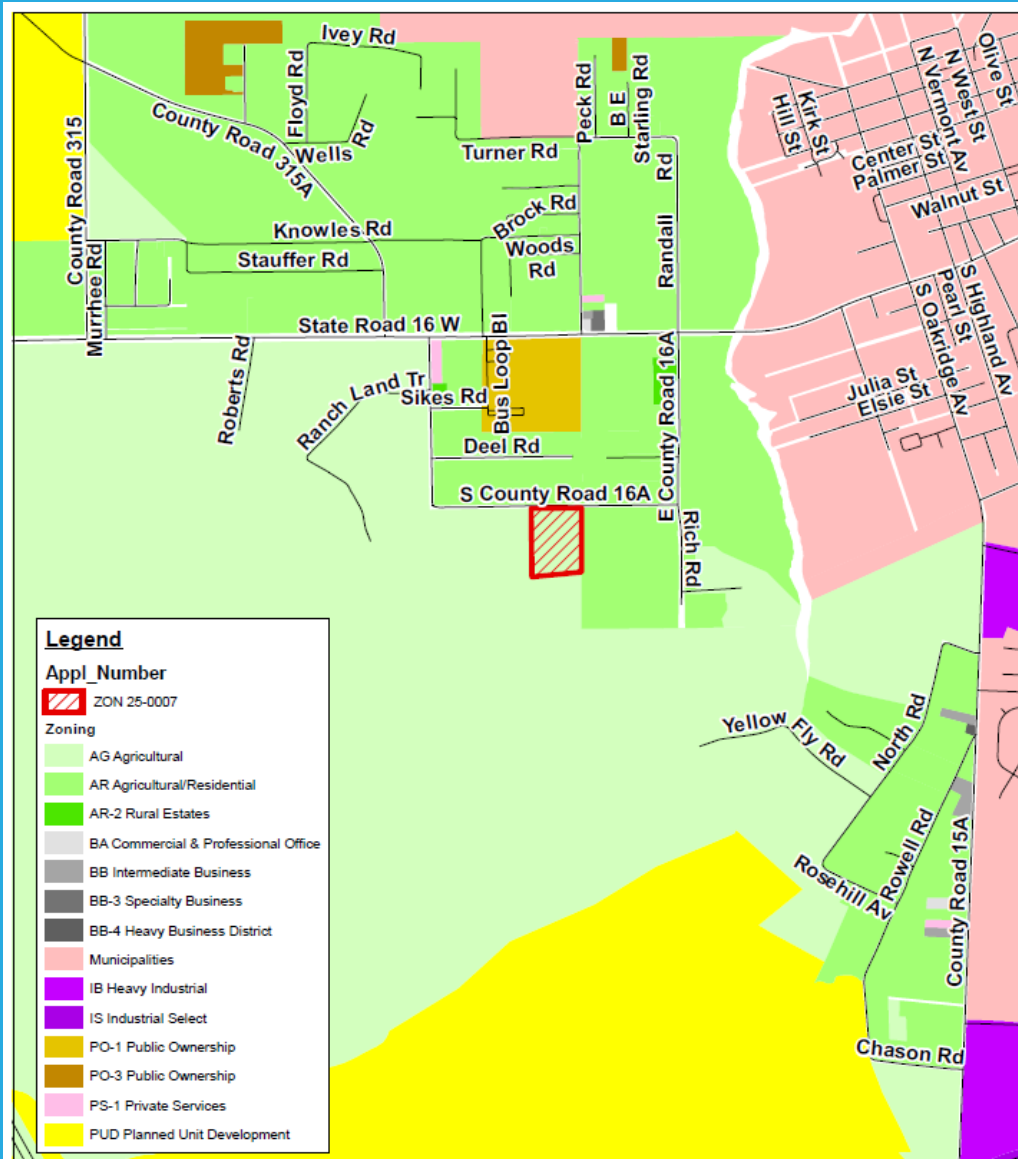 Ivey Rd
Floyd Rd
Wells Rd
County Road 315A
County Road 315
Turner Rd
Peck Rd
B E
Starling Rd
Randall Rd
Brock Rd
Woods
Rd
Knowles Rd
Stauffer Rd
Murrhee Rd
State Road 16 W
Roberts Rd
Ranch Land Tr
Sikes Rd
Bus Loop Bl
Deel Rd
S County Road 16A
E County Road 16A
Rich Rd
Hill St
Kirk St
N Vermont Av
N West St
Olive St
Center St
Palmer St
Walnut St
S Highland Av
Pearl St
S Oakridge Av
Julia St
Elsie St
Yellow Fly Rd
North Rd
Rowell Rd
Rosehill Av
County Road 15A
Chason Rd
Legend
Appl_Number
ZON 25-0007
Zoning
AG Agricultural
AR Agricultural/Residential
AR-2 Rural Estates
BA Commercial & Professional Office
BB Intermediate Business
BB-3 Specialty Business
BB-4 Heavy Business District
Municipalities
IB Heavy Industrial
IS Industrial Select
PO-1 Public Ownership
PO-3 Public Ownership
PS-1 Private Services
PUD Planned Unit Development